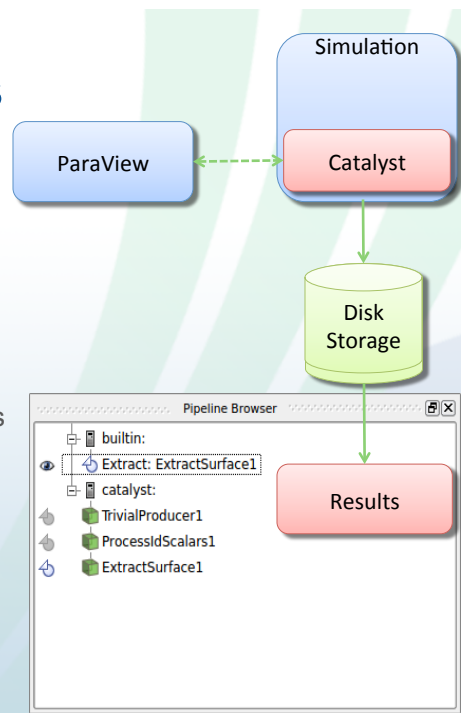 Simulation
ParaView
Catalyst
Disk
Storage
s
Pipeline Browser
builtin:
Extract: ExtractSurface1
catalyst:
TrivialProducer1
ProcessIdScalars1
ExtractSurface1
Results